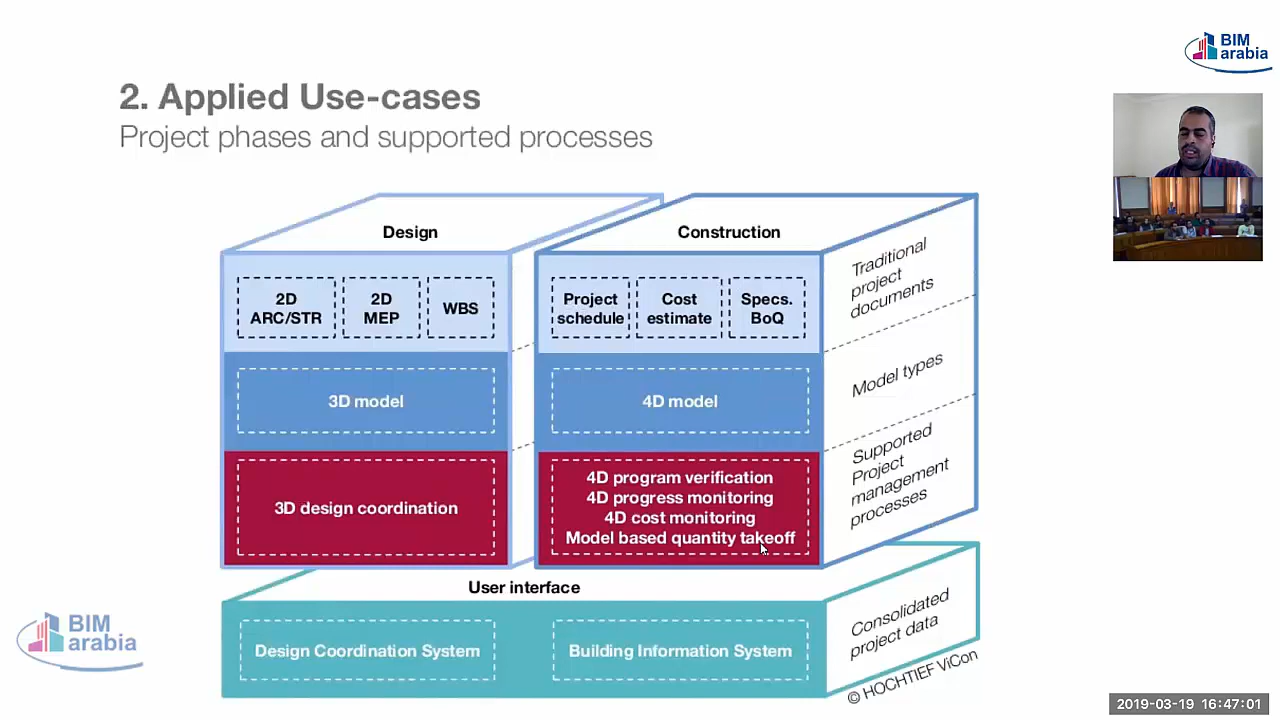 BIM
arabia
2. Applied Use-cases
Project phases and supported processes
Design
Construction
2D
ARC/STR
2D
MEP
WBS
Project
schedule
Cost
estimate
Specs.
BoQ
Traditional
project
documents
3D model
4D model
Model types
3D design coordination
4D program verification
4D progress monitoring
4D cost monitoring
Model based quantity takeoff
Supported
Project
management
processes
User interface
Design Coordination System
Building Information System
Consolidated
project data
© HOCHTIEF ViCon
BIM
arabia
2019-03-19 16:47:01